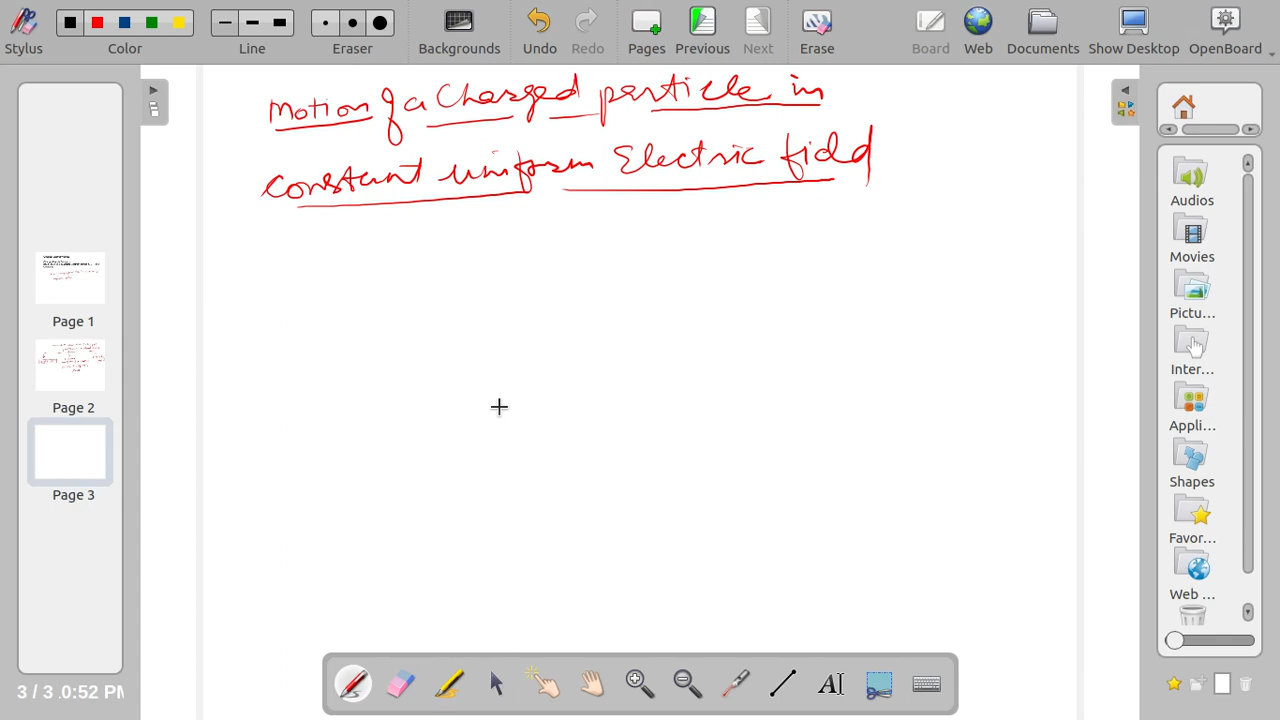 Stylus Color Line Eraser Backgrounds Undo Redo Pages Previous Next Erase Board Web Documents Show Desktop OpenBoard
Motion of a Charged particle in
constant uniform Electric field
Page 1
Page 2
Page 3
3 / 3
Audios
Movies
Pictu...
Inter...
Appli...
Shapes
Favor...
Web ...